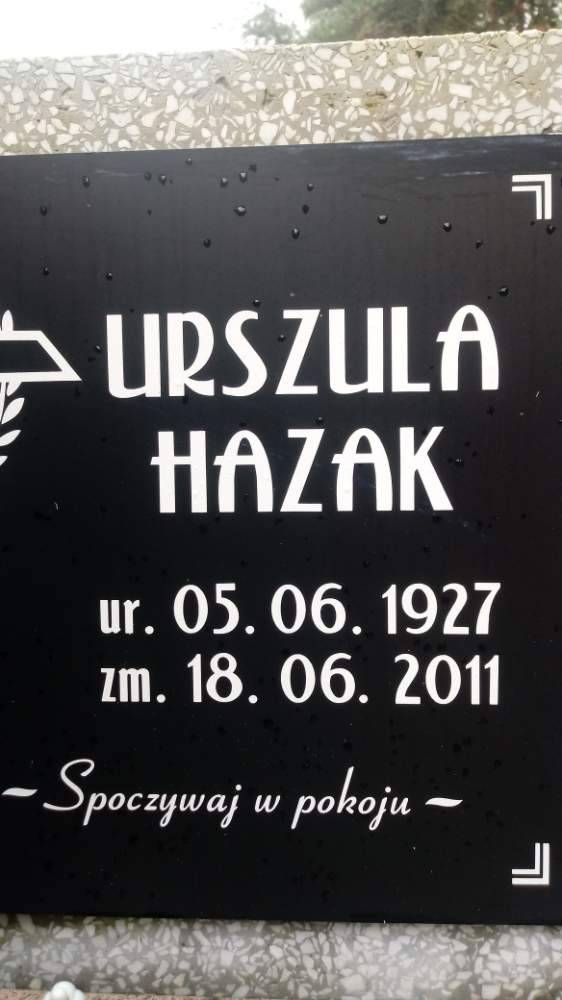 URSZULA
HAZAK
ur. 05. 06. 1927
zm. 18. 06. 2011
~ Spoczywaj w pokoju ~